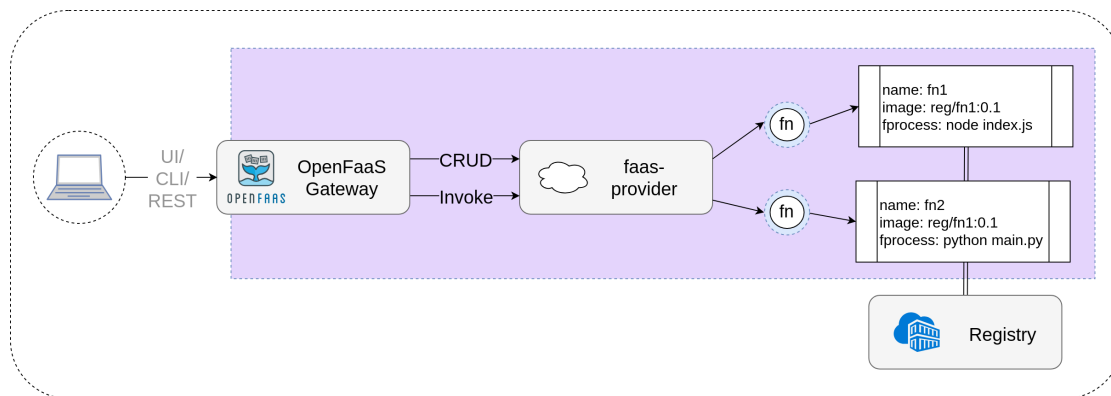 UI/
CLI/
REST
OPENFAAS
OpenFaaS
Gateway
CRUD
Invoke
faas-
provider
fn
fn
name: fn1
image: reg/fn1:0.1
fprocess: node index.js
name: fn2
image: reg/fn1:0.1
fprocess: python main.py
Registry